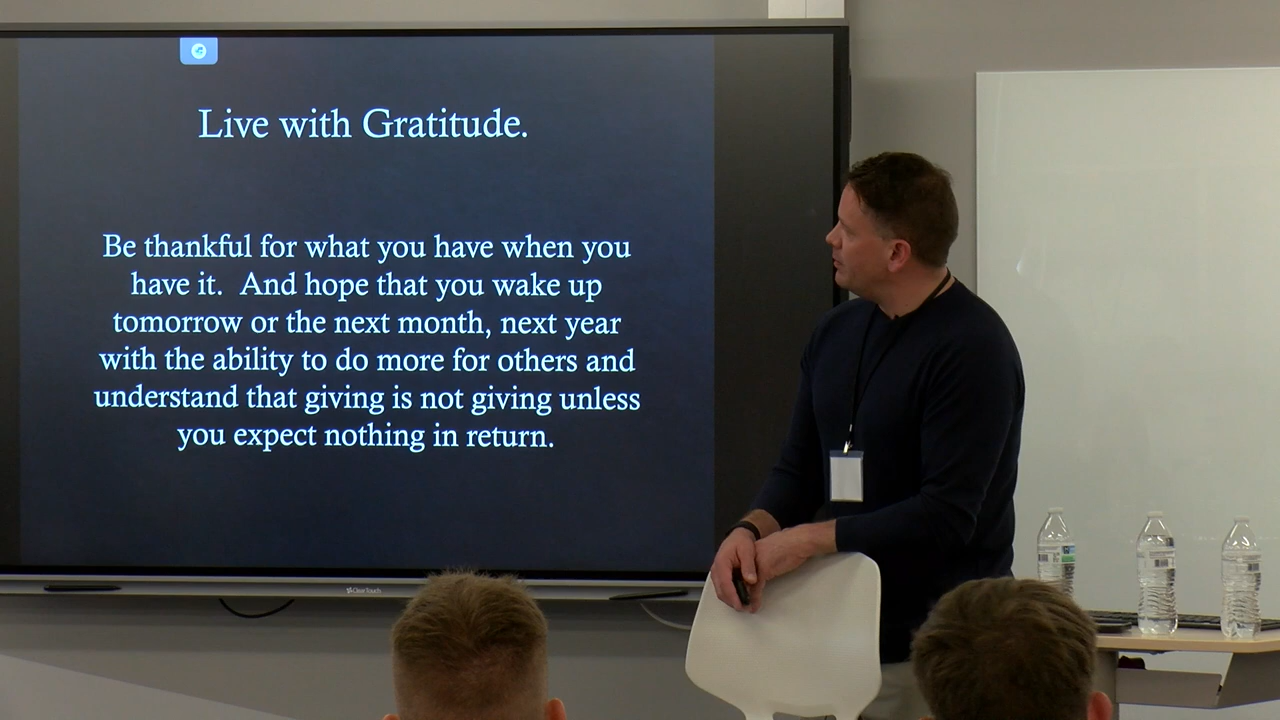 Live with Gratitude.
Be thankful for what you have when you
have it.  And hope that you wake up
tomorrow or the next month, next year
with the ability to do more for others and
understand that giving is not giving unless
you expect nothing in return.
ClearTouch